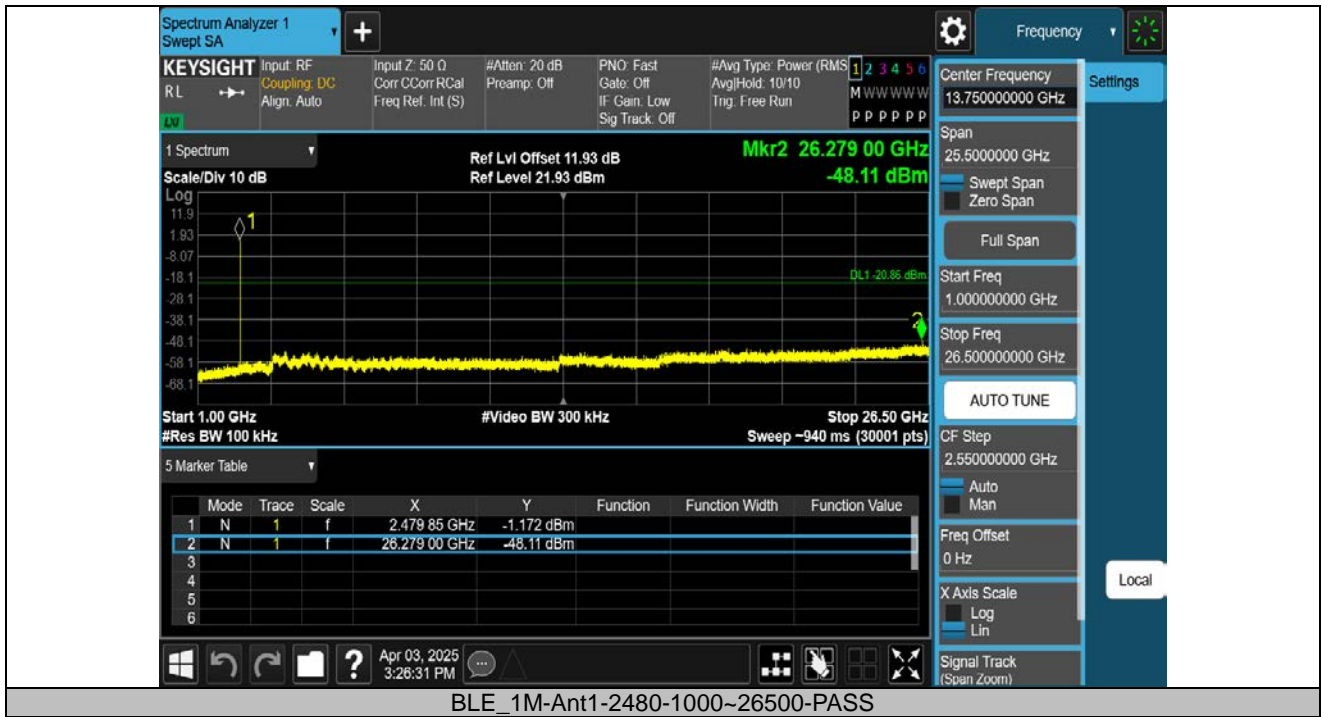 Spectrum Analyzer 1
Swept SA
+
Frequency
KEYSIGHT
RL
LXI
Input: RF
Coupling: DC
Align: Auto
Input Z: 50 Ω
Corr CCorr RCal
Freq Ref: Int (S)
#Atten: 20 dB
Preamp: Off
PNO: Fast
Gate: Off
IF Gain: Low
Sig Track: Off
#Avg Type: Power (RMS
Avg|Hold: 10/10
Trig: Free Run
1 2 3 4 5 6
M W W W W W
P P P P P P
1 Spectrum
Scale/Div 10 dB
Ref Lvl Offset 11.93 dB
Ref Level 21.93 dBm
Mkr2 26.279 00 GHz
-48.11 dBm
Log
11.9
1.93
-8.07
-18.1
-28.1
-38.1
-48.1
-58.1
-68.1
1
2
DL1 -20.86 dBm
Start 1.00 GHz
#Video BW 300 kHz
Stop 26.50 GHz
#Res BW 100 kHz
Sweep ~940 ms (30001 pts)
5 Marker Table
Mode Trace Scale X Y Function Function Width Function Value
1 N 1 f 2.479 85 GHz -1.172 dBm
2 N 1 f 26.279 00 GHz -48.11 dBm
3
4
5
6
?
Apr 03, 2025
3:26:31 PM
Center Frequency
13.750000000 GHz
Settings
Span
25.5000000 GHz
Swept Span
Zero Span
Full Span
Start Freq
1.000000000 GHz
Stop Freq
26.500000000 GHz
AUTO TUNE
CF Step
2.550000000 GHz
Auto
Man
Freq Offset
0 Hz
X Axis Scale
Log
Lin
Local
Signal Track
(Span Zoom)
BLE_1M-Ant1-2480-1000~26500-PASS